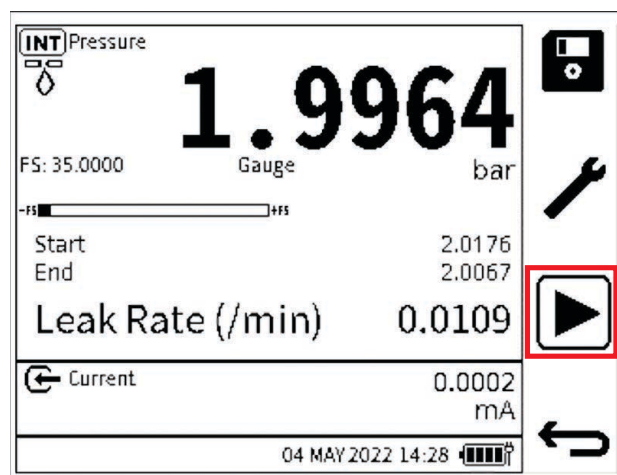 INT Pressure
1.9964
FS: 35.0000 Gauge bar
-FS +FS
Start 2.0176
End 2.0067
Leak Rate (/min) 0.0109
Current 0.0002
mA
04 MAY 2022 14:28